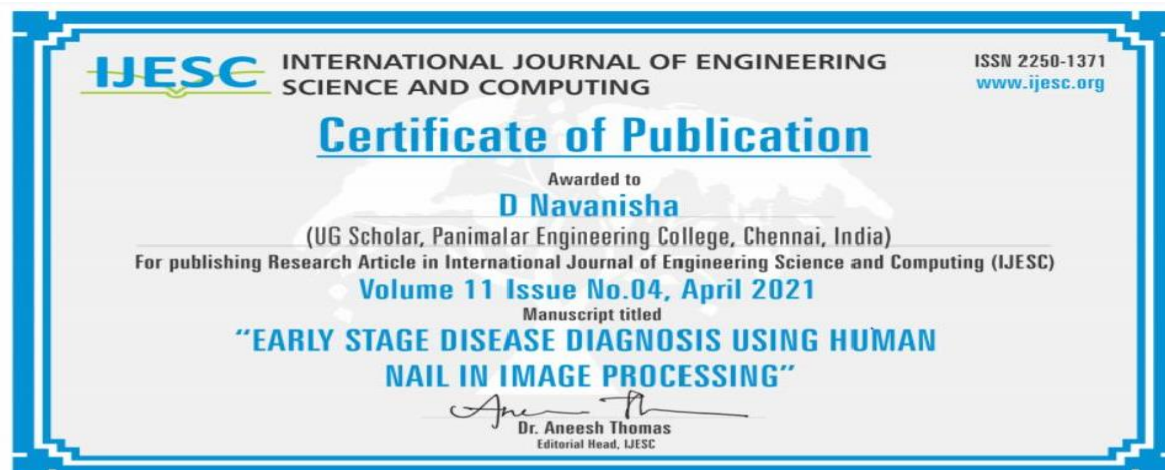 IJESC INTERNATIONAL JOURNAL OF ENGINEERING
SCIENCE AND COMPUTING
ISSN 2250-1371
www.ijesc.org
Certificate of Publication
Awarded to
D Navanisha
(UG Scholar, Panimalar Engineering College, Chennai, India)
For publishing Research Article in International Journal of Engineering Science and Computing (IJESC)
Volume 11 Issue No.04, April 2021
Manuscript titled
“EARLY STAGE DISEASE DIAGNOSIS USING HUMAN
NAIL IN IMAGE PROCESSING”
Dr. Aneesh Thomas
Editorial Head, IJESC